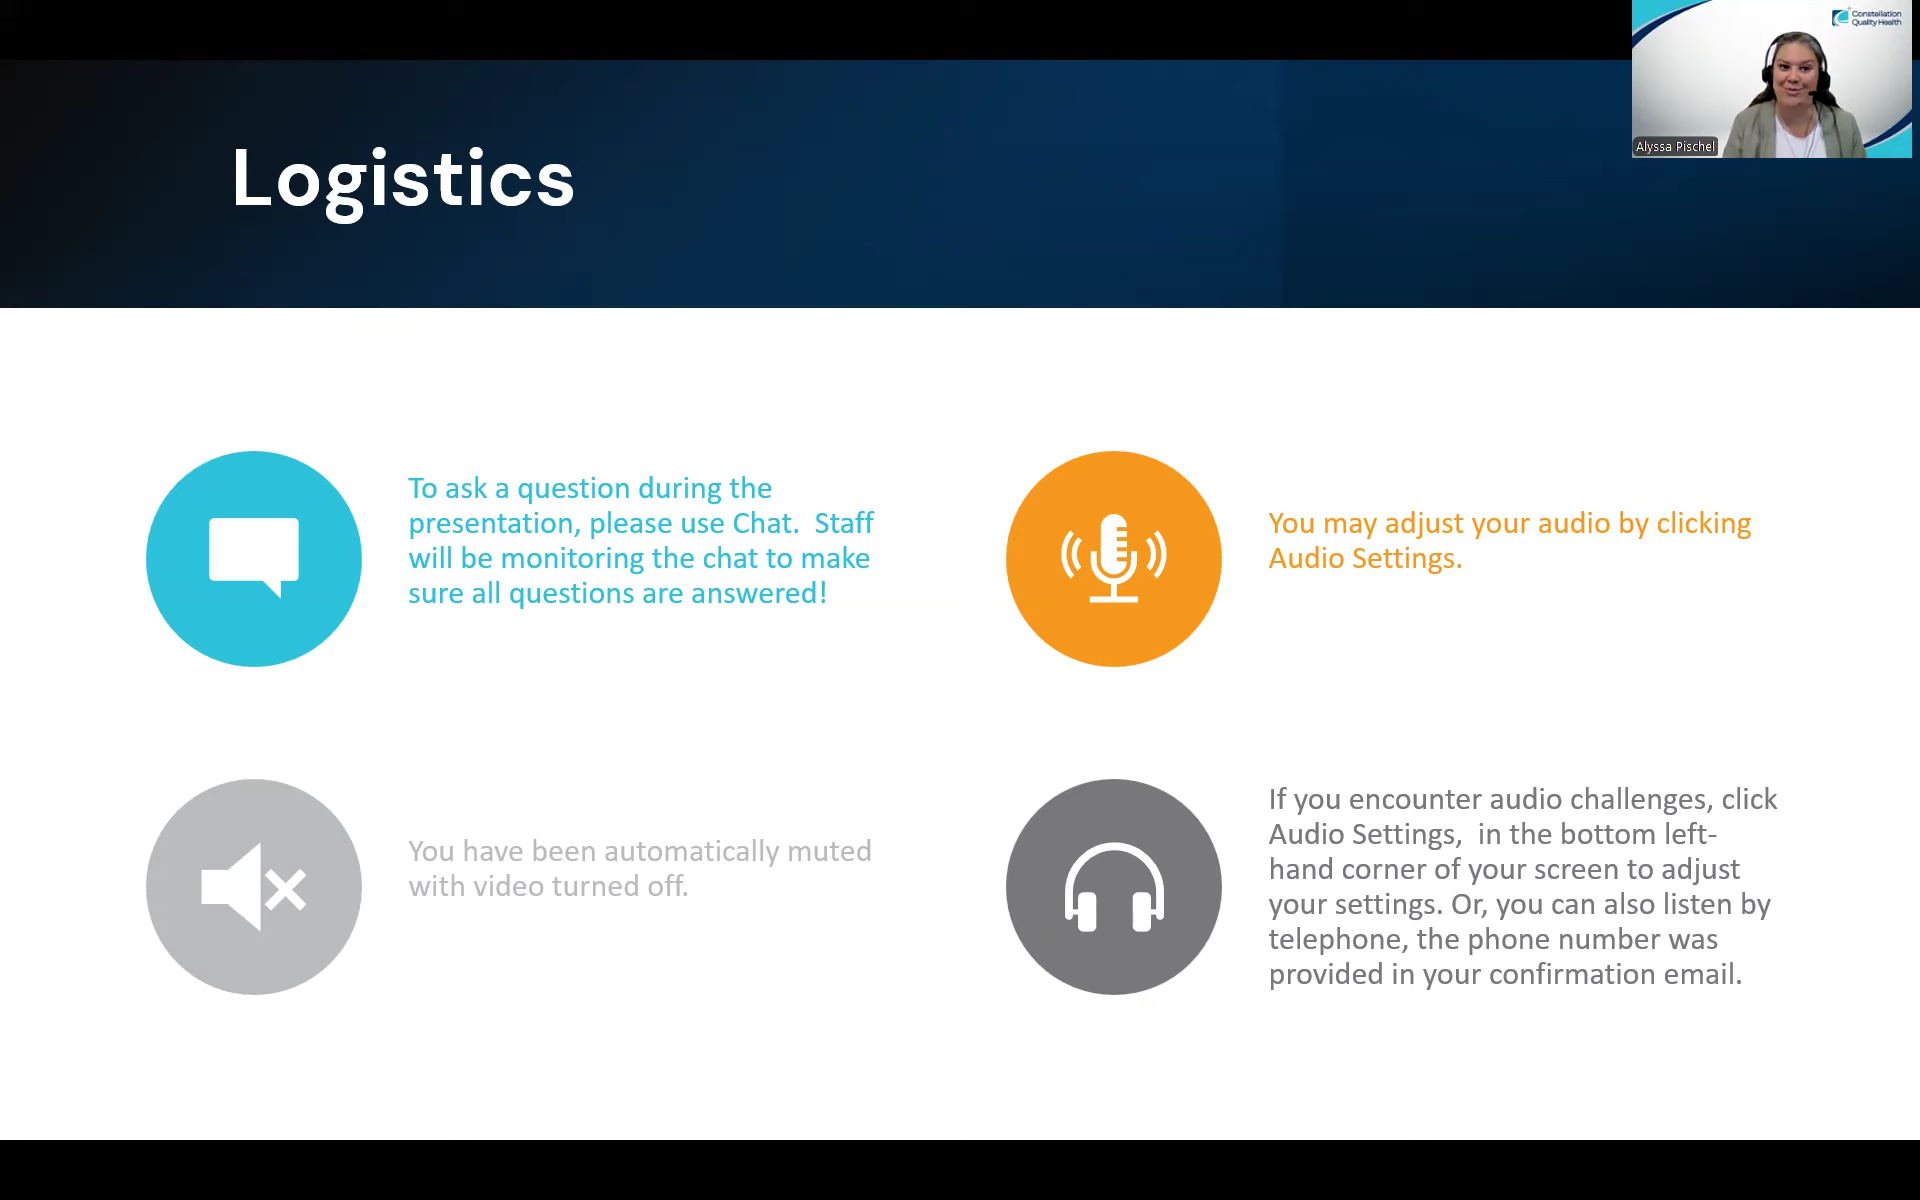 Constellation
Quality Health
Alyssa Pischel
Logistics
To ask a question during the
presentation, please use Chat.  Staff
will be monitoring the chat to make
sure all questions are answered!
You may adjust your audio by clicking
Audio Settings.
You have been automatically muted
with video turned off.
If you encounter audio challenges, click
Audio Settings,  in the bottom left-
hand corner of your screen to adjust
your settings. Or, you can also listen by
telephone, the phone number was
provided in your confirmation email.